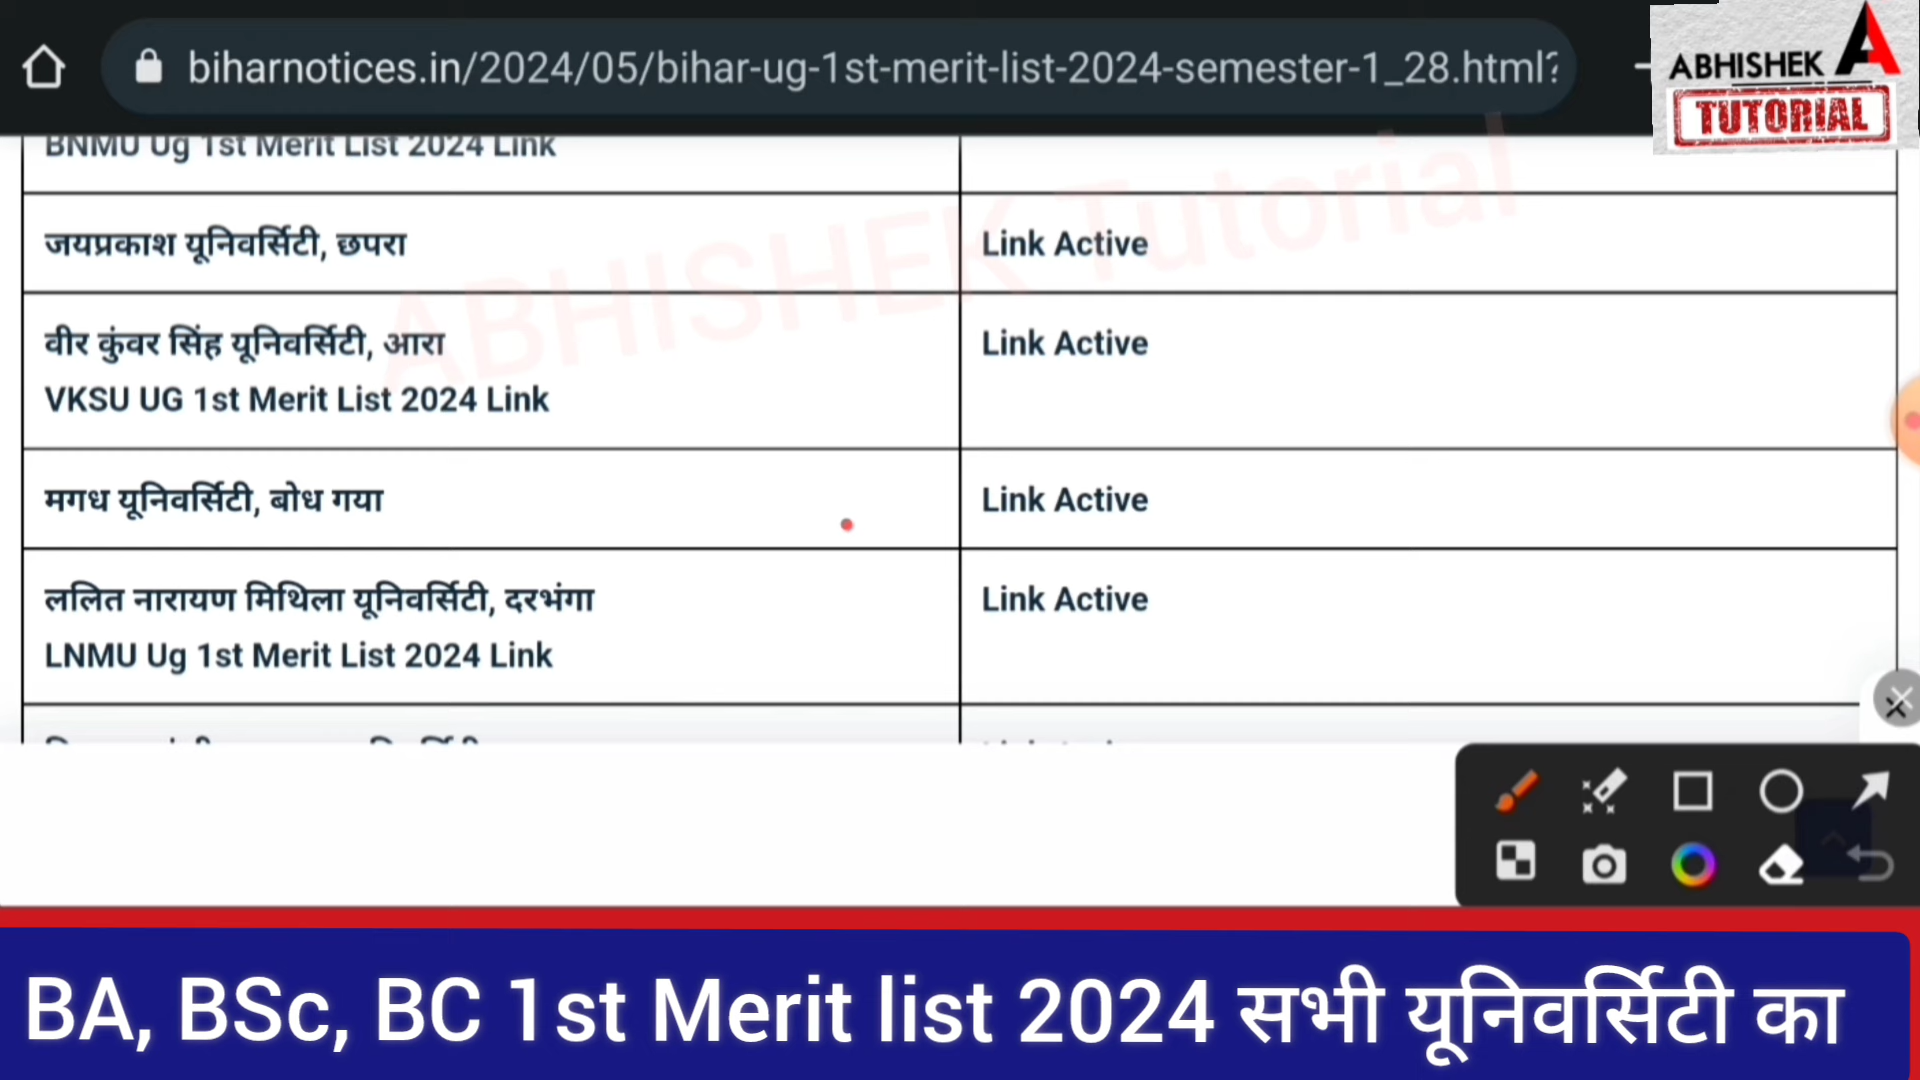 biharnotices.in/2024/05/bihar-ug-1st-merit-list-2024-semester-1_28.html?
ABHISHEK
TUTORIAL
BNMU Ug 1st Merit List 2024 Link
जयप्रकाश यूनिवर्सिटी, छपरा
Link Active
वीर कुंवर सिंह यूनिवर्सिटी, आरा
Link Active
VKSU UG 1st Merit List 2024 Link
मगध यूनिवर्सिटी, बोध गया
Link Active
ललित नारायण मिथिला यूनिवर्सिटी, दरभंगा
Link Active
LNMU Ug 1st Merit List 2024 Link
ABHISHEK Tutorial
BA, BSc, BC 1st Merit list 2024 सभी यूनिवर्सिटी का